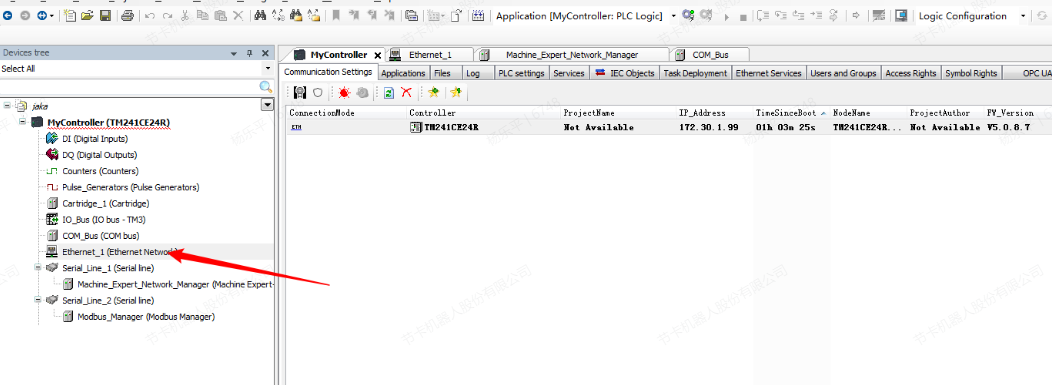 Application [MyController: PLC Logic]
Logic Configuration
Devices tree
Select All
jaka
MyController (TM241CE24R)
DI (Digital Inputs)
DQ (Digital Outputs)
Counters (Counters)
Pulse_Generators (Pulse Generators)
Cartridge_1 (Cartridge)
IO_Bus (IO bus - TM3)
COM_Bus (COM bus)
Ethernet_1 (Ethernet Network)
Serial_Line_1 (Serial line)
Machine_Expert_Network_Manager (Machine Expert-
Serial_Line_2 (Serial line)
Modbus_Manager (Modbus Manager)
MyController Ethernet_1 Machine_Expert_Network_Manager COM_Bus
Communication Settings Applications Files Log PLC settings Services IEC Objects Task Deployment Ethernet Services Users and Groups Access Rights Symbol Rights OPC UA
ConnectionMode Controller ProjectName IP_Address TimeSinceBoot NodeName ProjectAuthor FW_Version
ETH TM241CE24R Not Available 172.30.1.99 01h 03m 25s TM241CE24R... Not Available V5.0.8.7
节卡机器人股份有限公司